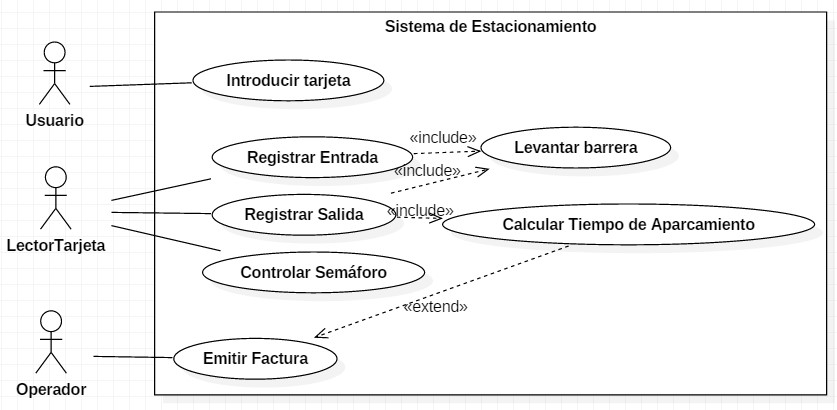 Sistema de Estacionamiento
Usuario
Introducir tarjeta
Registrar Entrada
«include»
Levantar barrera
«include»
LectorTarjeta
Registrar Salida
«include»
Calcular Tiempo de Aparcamiento
Controlar Semáforo
«extend»
Operador
Emitir Factura